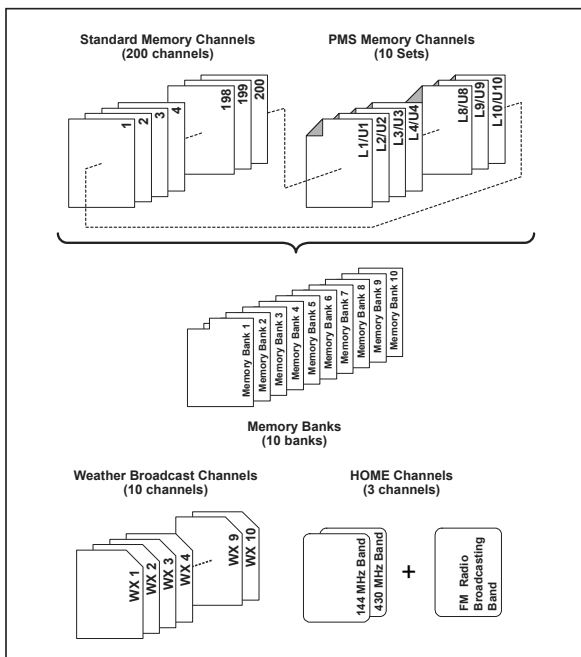 Standard Memory Channels
(200 channels)
PMS Memory Channels
(10 Sets)
1
2
3
4
198
199
200
L1/U1
L2/U2
L3/U3
L4/U4
L8/U8
L9/U9
L10/U10
Memory Bank 1
Memory Bank 2
Memory Bank 3
Memory Bank 4
Memory Bank 5
Memory Bank 6
Memory Bank 7
Memory Bank 8
Memory Bank 9
Memory Bank 10
Memory Banks
(10 banks)
Weather Broadcast Channels
(10 channels)
HOME Channels
(3 channels)
WX 1
WX 2
WX 3
WX 4
WX 9
WX 10
144 MHz Band
430 MHz Band
+
FM Radio
Broadcasting
Band